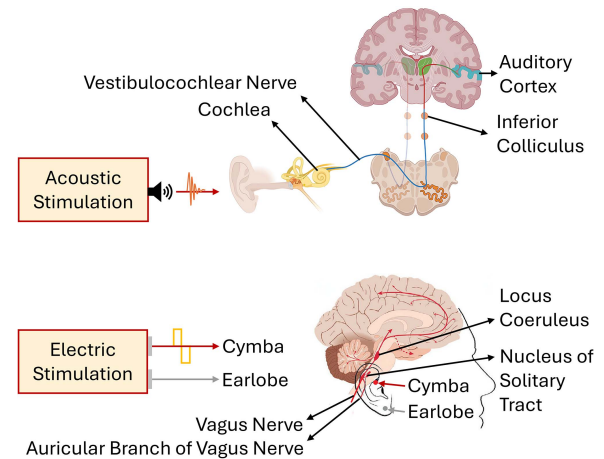 Auditory
Cortex
Vestibulocochlear Nerve
Cochlea
Inferior
Colliculus
Acoustic
Stimulation
Locus
Coeruleus
Electric
Stimulation
Cymba
Earlobe
Nucleus of
Solitary
Tract
Cymba
Earlobe
Vagus Nerve
Auricular Branch of Vagus Nerve